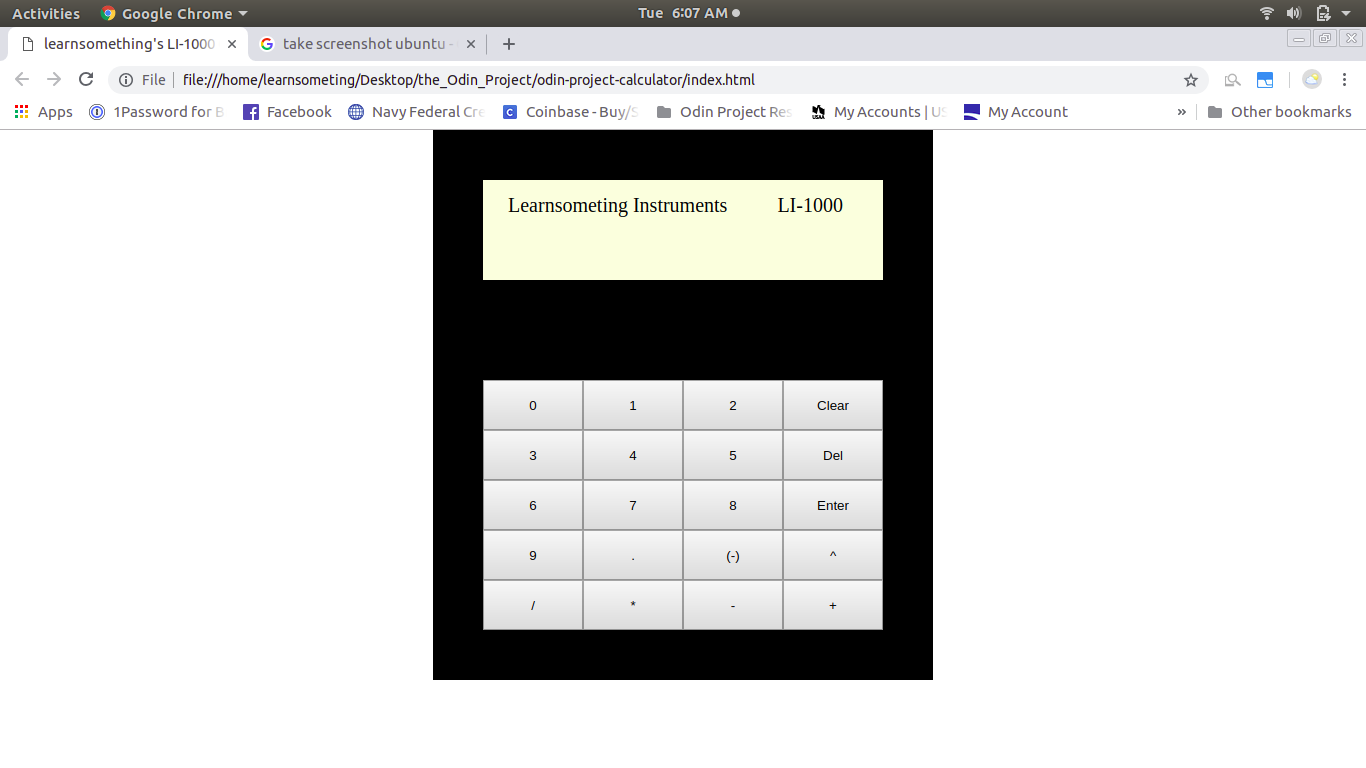 Activities Google Chrome Tue 6:07 AM
learnsomething's LI-1000 take screenshot ubuntu -
File file:///home/learnsometing/Desktop/the_Odin_Project/odin-project-calculator/index.html
Apps 1Password for Facebook Navy Federal Coinbase - Buy/S Odin Project Res My Accounts | US My Account » Other bookmarks
Learnsometing Instruments LI-1000
0 1 2 Clear
3 4 5 Del
6 7 8 Enter
9 . (-) ^
/ * - +